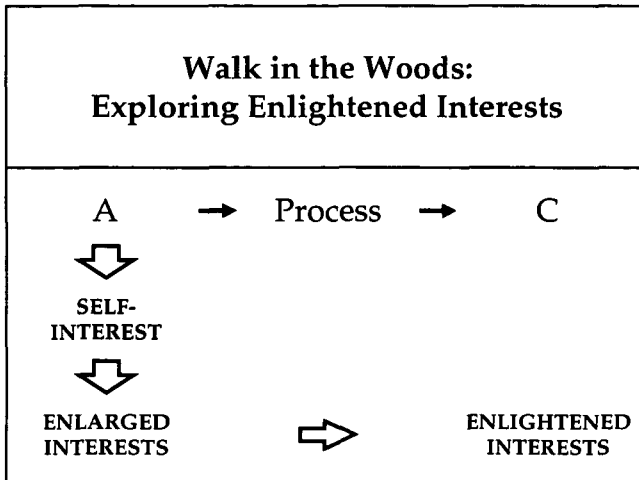 Walk in the Woods:
Exploring Enlightened Interests
A → Process → C
SELF-
INTEREST
ENLARGED
INTERESTS
ENLIGHTENED
INTERESTS